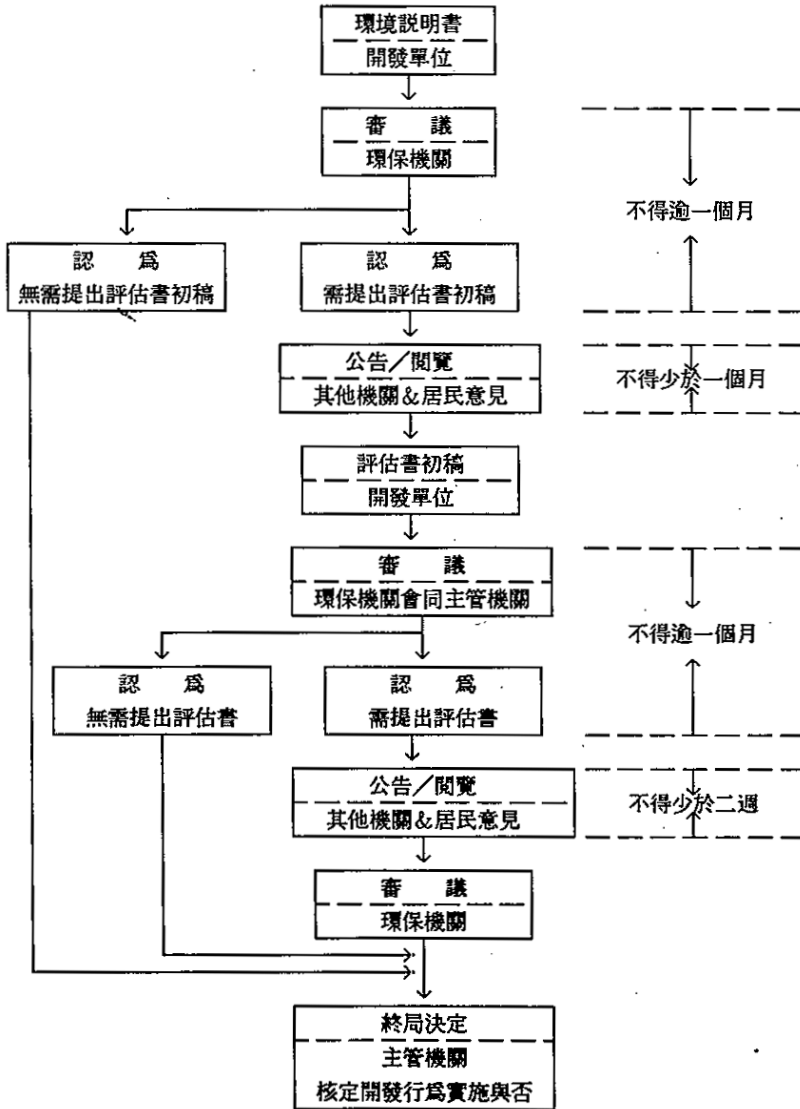 環境説明書
開發單位
審議
環保機關
不得逾一個月
認爲
無需提出評估書初稿
認爲
需提出評估書初稿
公告／閱覽
其他機關&居民意見
不得少於一個月
評估書初稿
開發單位
審議
環保機關會同主管機關
不得逾一個月
認爲
無需提出評估書
認爲
需提出評估書
公告／閱覽
其他機關&居民意見
不得少於二週
審議
環保機關
終局決定
主管機關
核定開發行爲實施與否